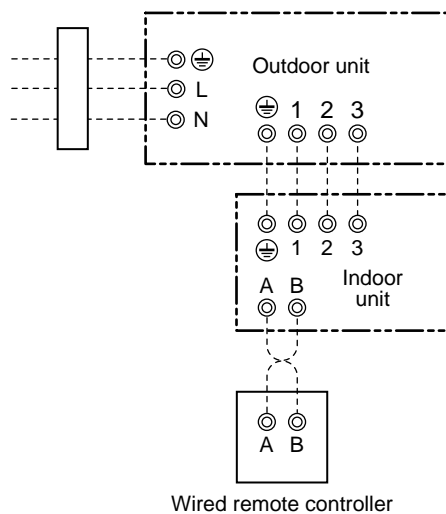 Outdoor unit
L
N
1 2 3
1 2 3
Indoor
unit
A B
A B
Wired remote controller